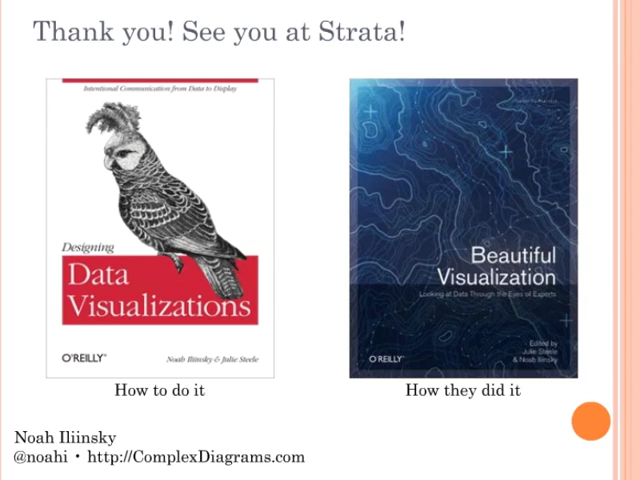 Thank you! See you at Strata!
Intentional Communication from Data to Display
Designing
Data
Visualizations
O'REILLY
Noah Iliinsky & Julie Steele
Beautiful
Visualization
Looking at Data Through the Eyes of Experts
Edited by
Julie Steele
& Noah Iliinsky
O'REILLY
How to do it
How they did it
Noah Iliinsky
@noahi • http://ComplexDiagrams.com